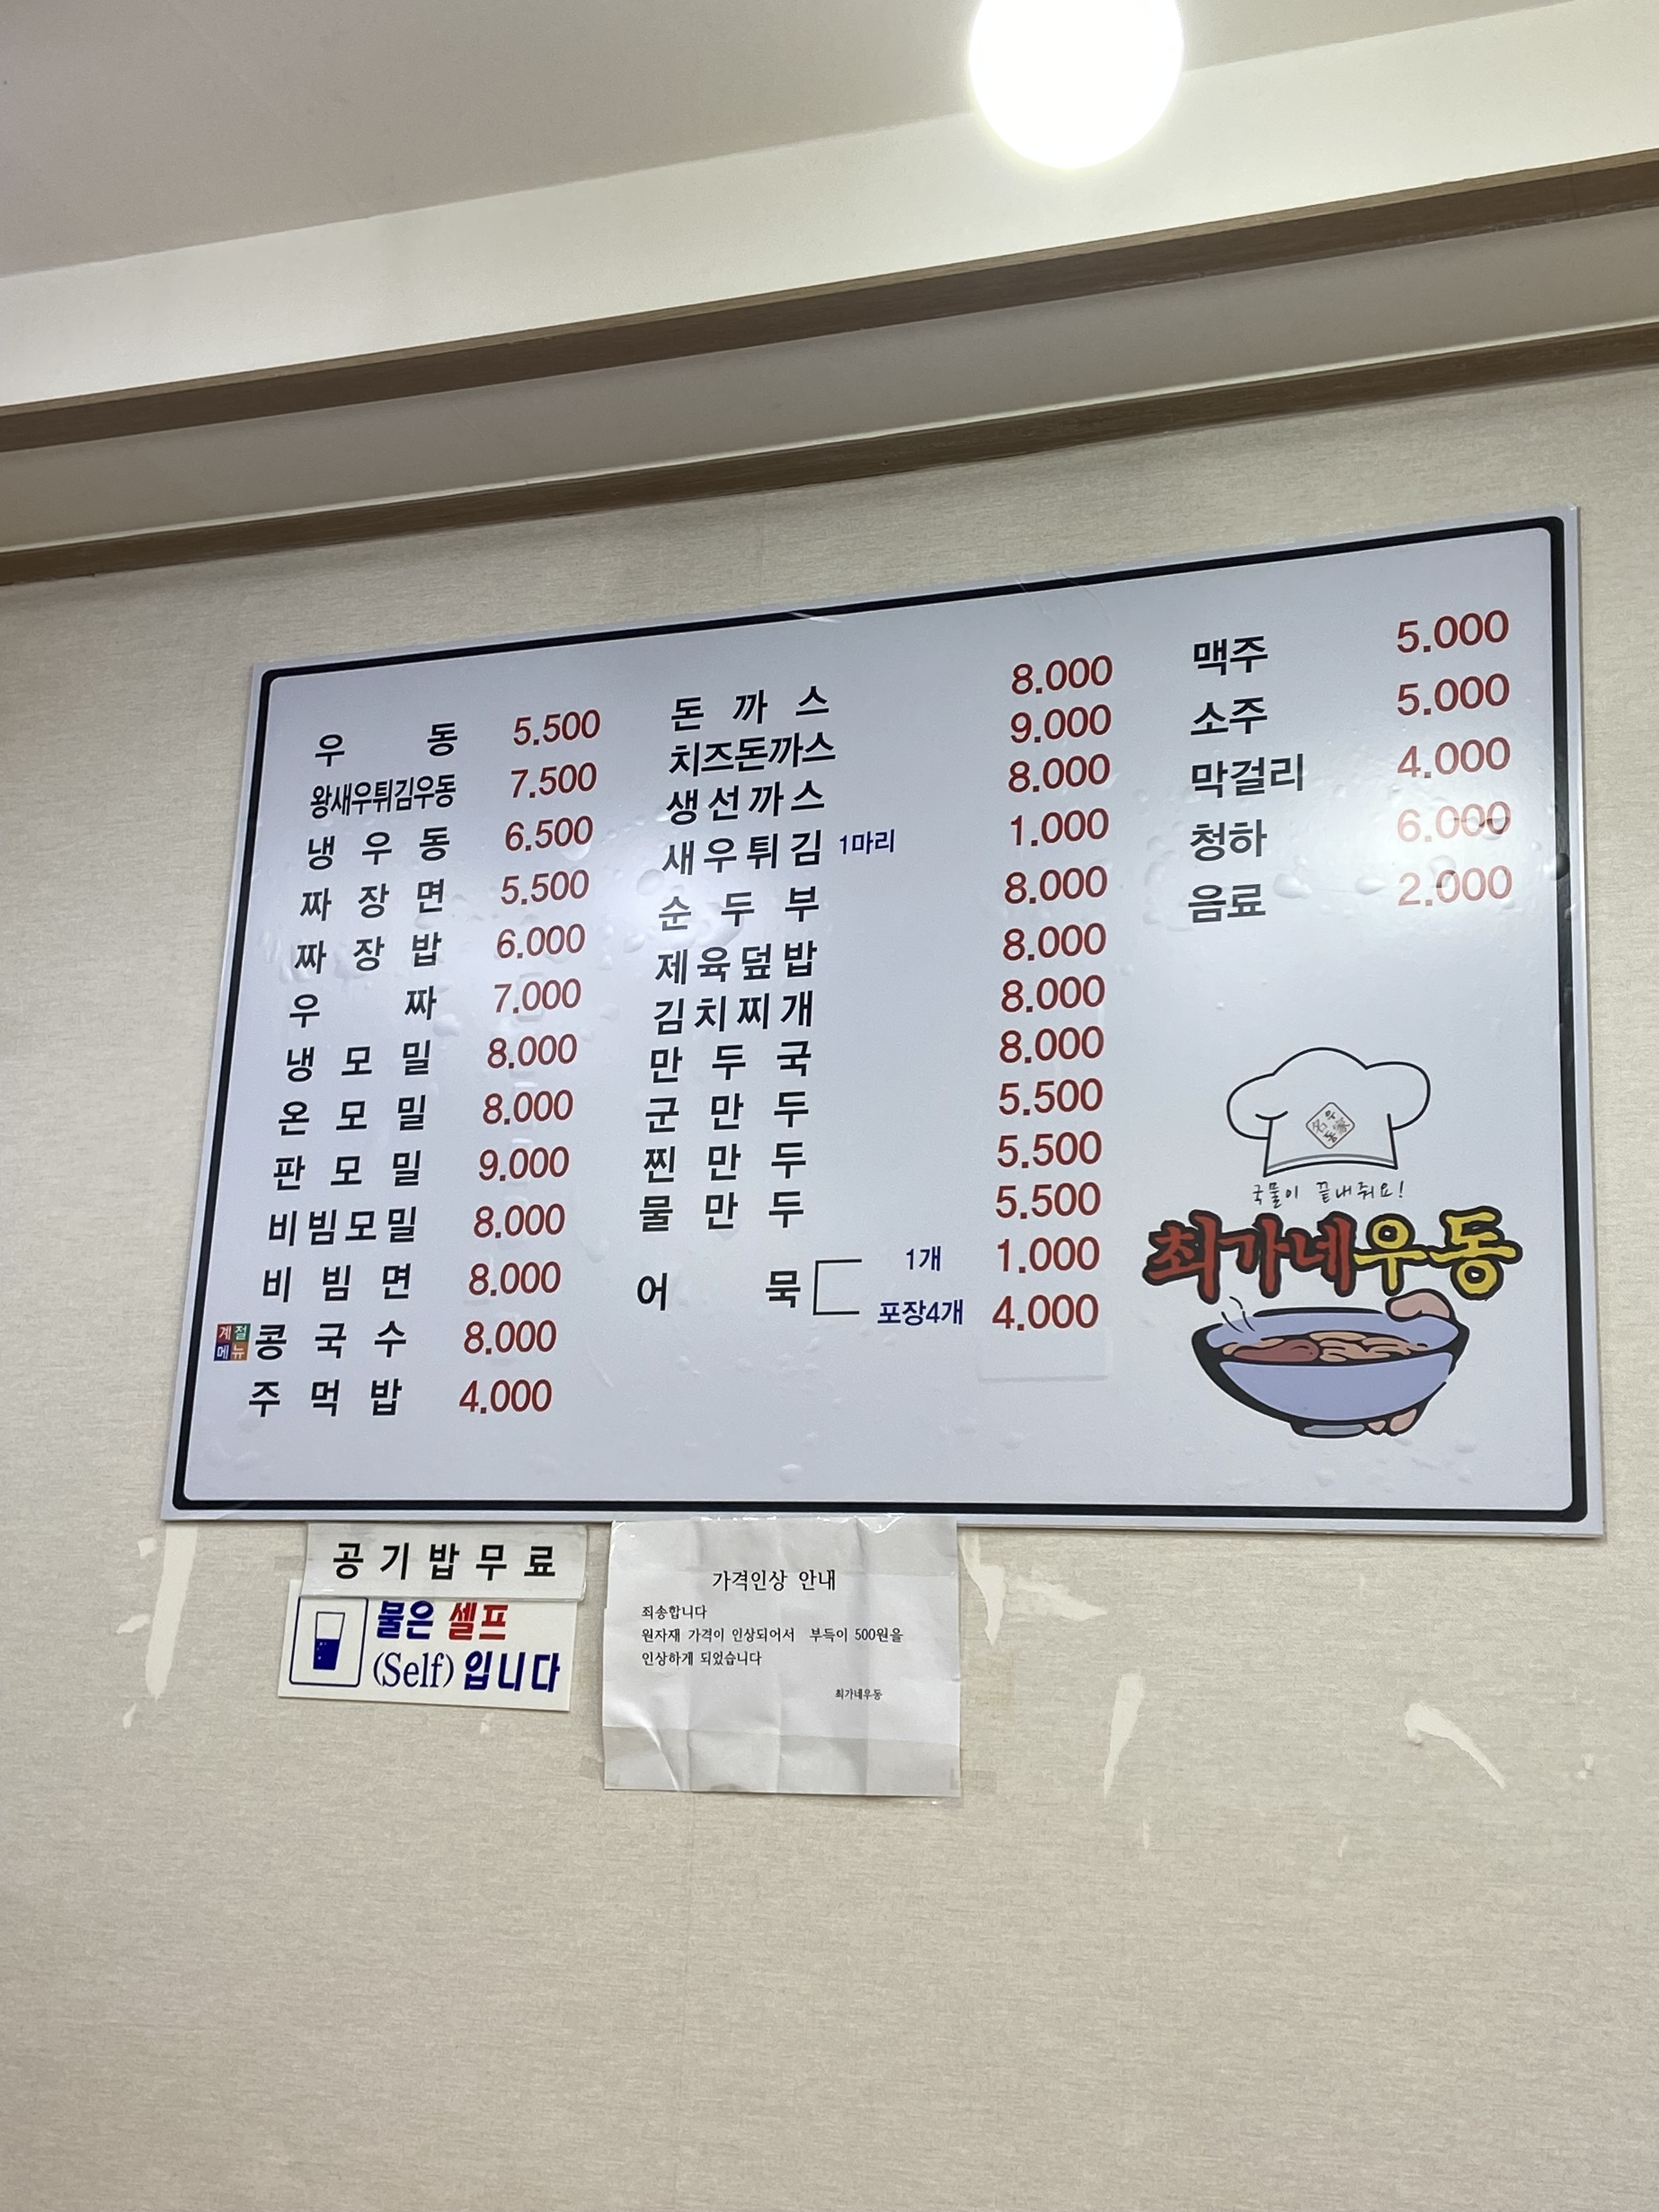 우동 5.500
왕새우튀김우동 7.500
냉우동 6.500
짜장면 5.500
짜장밥 6.000
우짜 7.000
냉모밀 8.000
온모밀 8.000
판모밀 9.000
비빔모밀 8.000
비빔면 8.000
계절메뉴 콩국수 8.000
주먹밥 4.000
돈까스 8.000
치즈돈까스 9.000
생선까스 8.000
새우튀김 1마리 1.000
순두부 8.000
제육덮밥 8.000
김치찌개 8.000
만두국 8.000
군만두 5.500
찐만두 5.500
물만두 5.500
어묵 1개 1.000
포장4개 4.000
맥주 5.000
소주 5.000
막걸리 4.000
청하 6.000
음료 2.000
국물이 끝내줘요!
최가네우동
공기밥무료
물은 셀프
(Self) 입니다
가격인상 안내
죄송합니다
원자재 가격이 인상되어서 부득이 500원을
인상하게 되었습니다
최가네우동